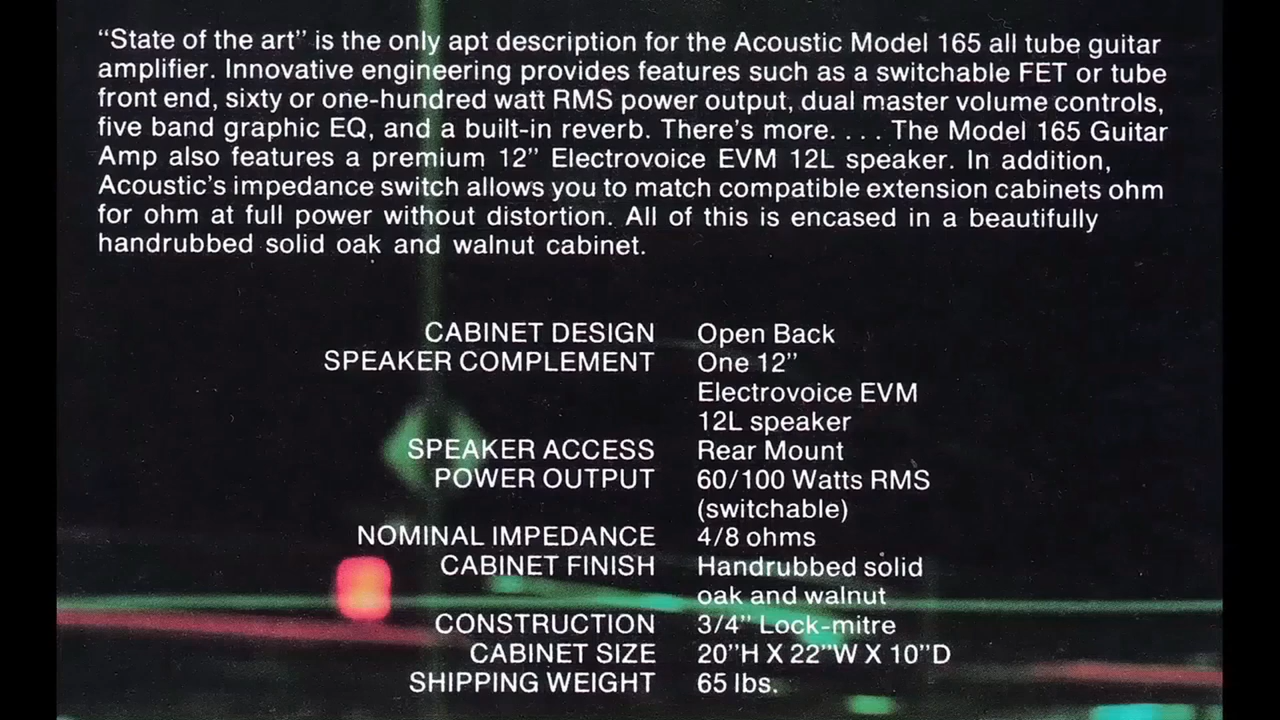 “State of the art” is the only apt description for the Acoustic Model 165 all tube guitar
amplifier. Innovative engineering provides features such as a switchable FET or tube
front end, sixty or one-hundred watt RMS power output, dual master volume controls,
five band graphic EQ, and a built-in reverb. There’s more. . . . The Model 165 Guitar
Amp also features a premium 12” Electrovoice EVM 12L speaker. In addition,
Acoustic’s impedance switch allows you to match compatible extension cabinets ohm
for ohm at full power without distortion. All of this is encased in a beautifully
handrubbed solid oak and walnut cabinet.
CABINET DESIGN Open Back
SPEAKER COMPLEMENT One 12”
Electrovoice EVM
12L speaker
SPEAKER ACCESS Rear Mount
POWER OUTPUT 60/100 Watts RMS
(switchable)
NOMINAL IMPEDANCE 4/8 ohms
CABINET FINISH Handrubbed solid
oak and walnut
CONSTRUCTION 3/4” Lock-mitre
CABINET SIZE 20”H X 22”W X 10”D
SHIPPING WEIGHT 65 lbs.